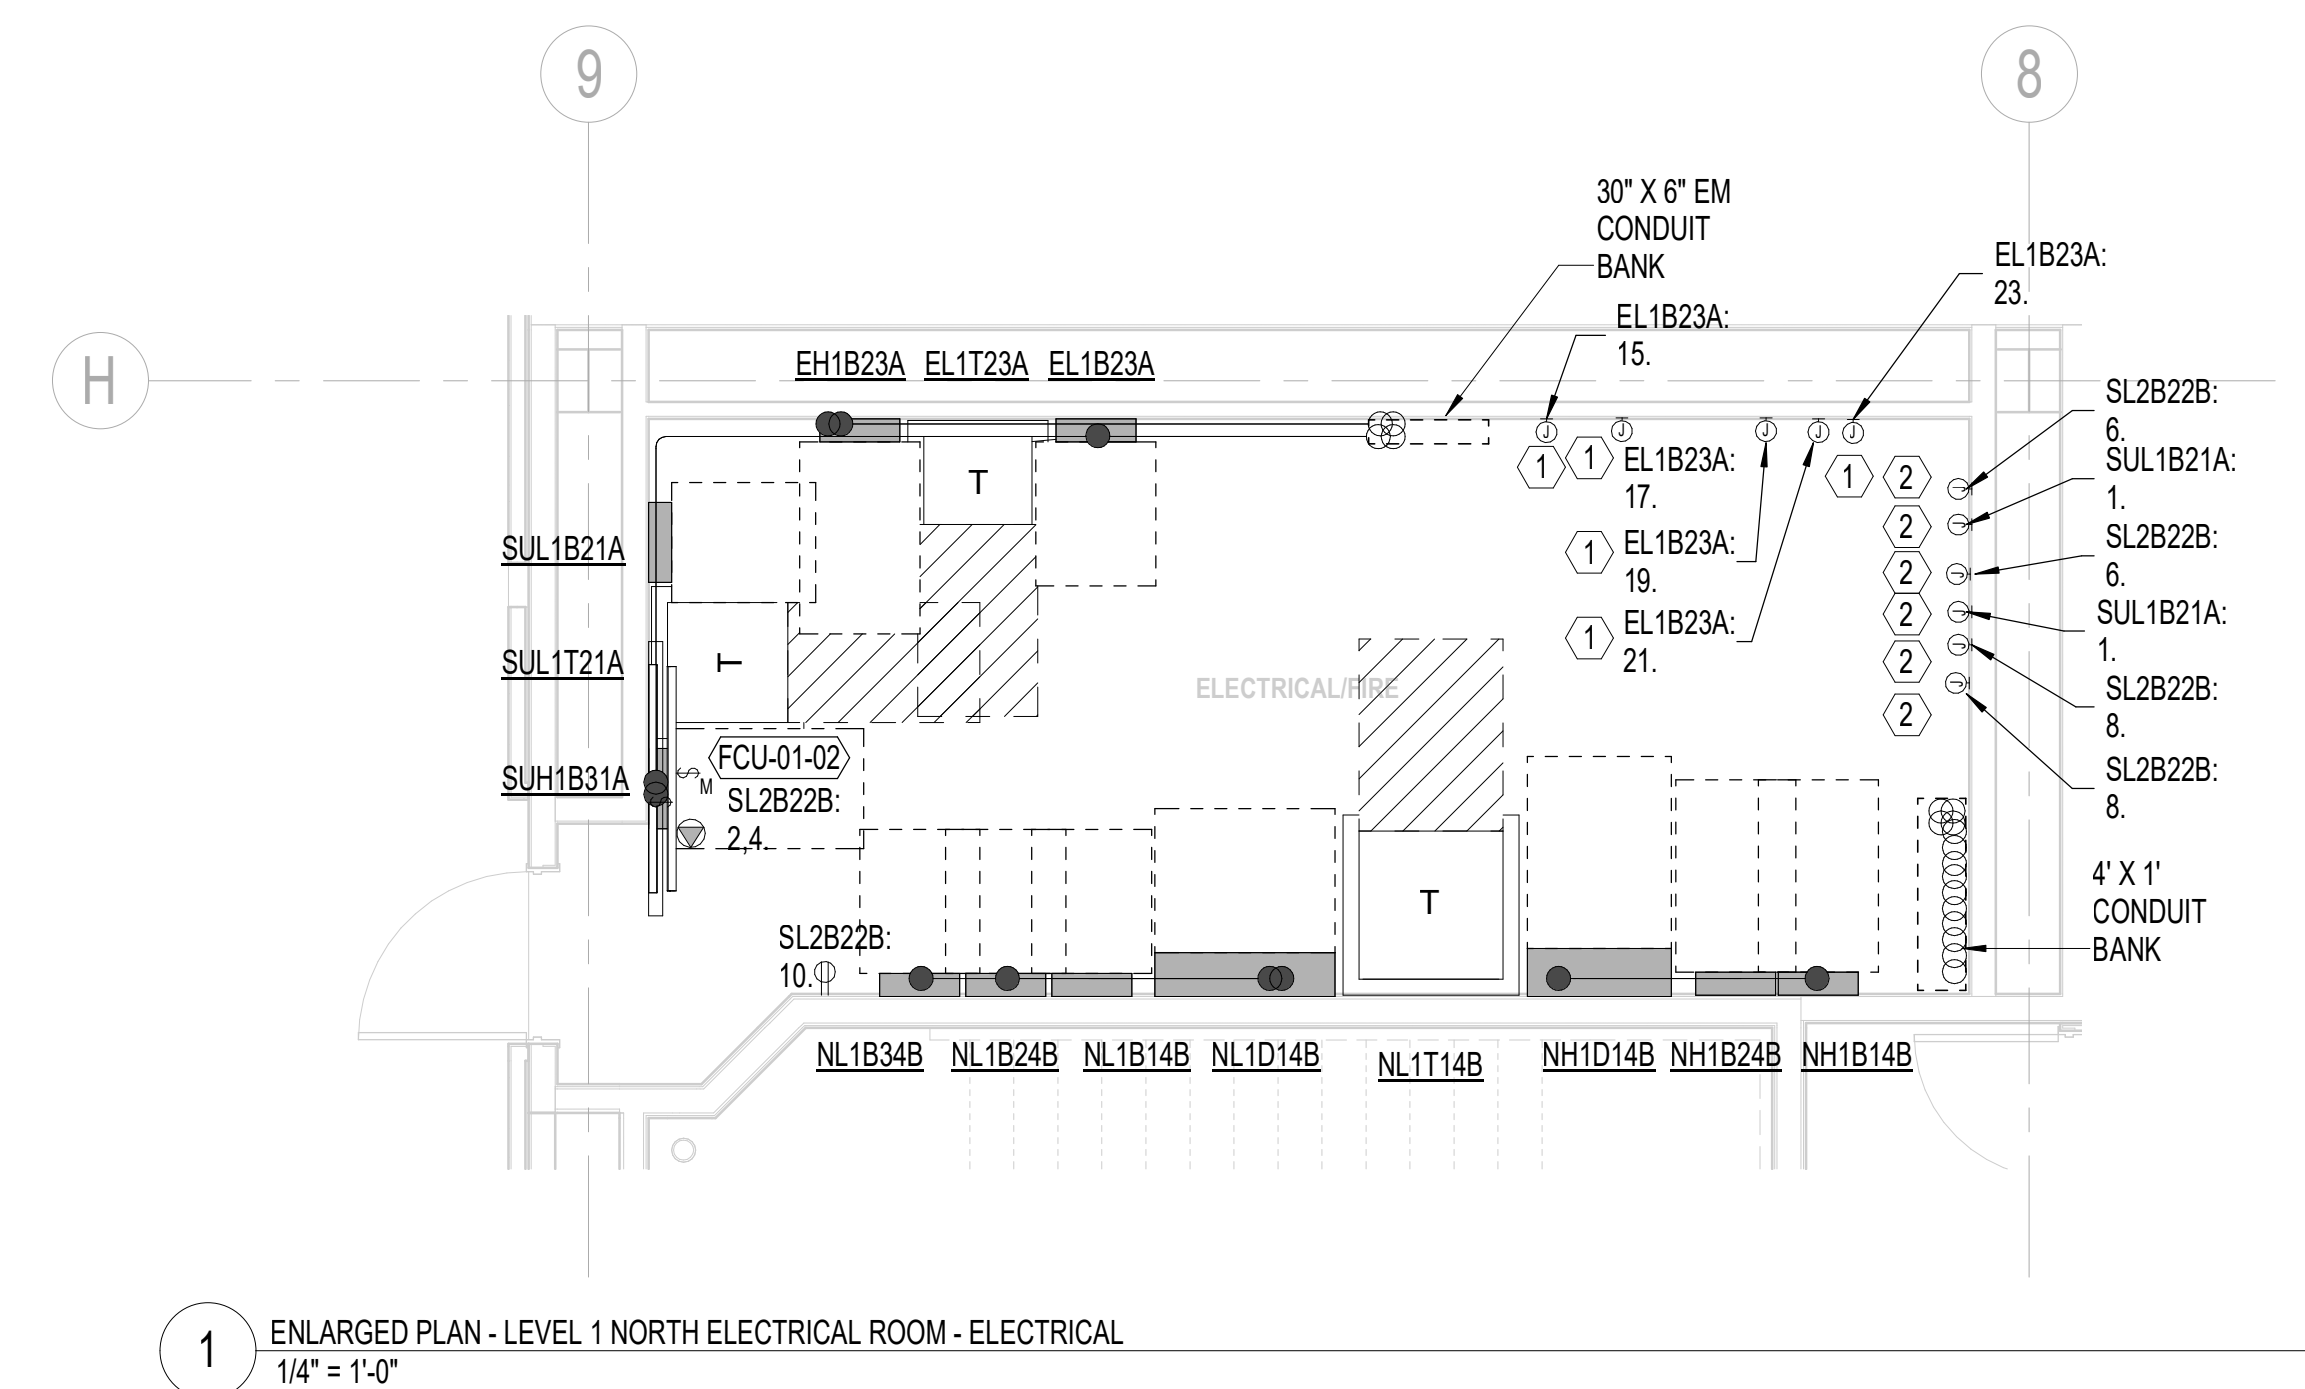 9
8
30" X 6" EM
CONDUIT
BANK
EL1B23A:
23.
EL1B23A:
15.
H
EH1B23A EL1T23A EL1B23A
SL2B22B:
6.
SUL1B21A:
1.
SL2B22B:
6.
SUL1B21A:
1.
SL2B22B:
8.
SL2B22B:
8.
J J J J J
1 1 1
EL1B23A:
17.
1
EL1B23A:
19.
1
EL1B23A:
21.
2
2
2
2
2
2
J
J
J
J
J
J
T
SUL1B21A
T
SUL1T21A
ELECTRICAL/FIRE
FCU-01-02
SUH1B31A
S
M
SL2B22B:
2,4.
S
T
4' X 1'
CONDUIT
BANK
SL2B22B:
10.
NL1B34B NL1B24B NL1B14B NL1D14B NL1T14B NH1D14B NH1B24B NH1B14B
1
ENLARGED PLAN - LEVEL 1 NORTH ELECTRICAL ROOM - ELECTRICAL
1/4" = 1'-0"